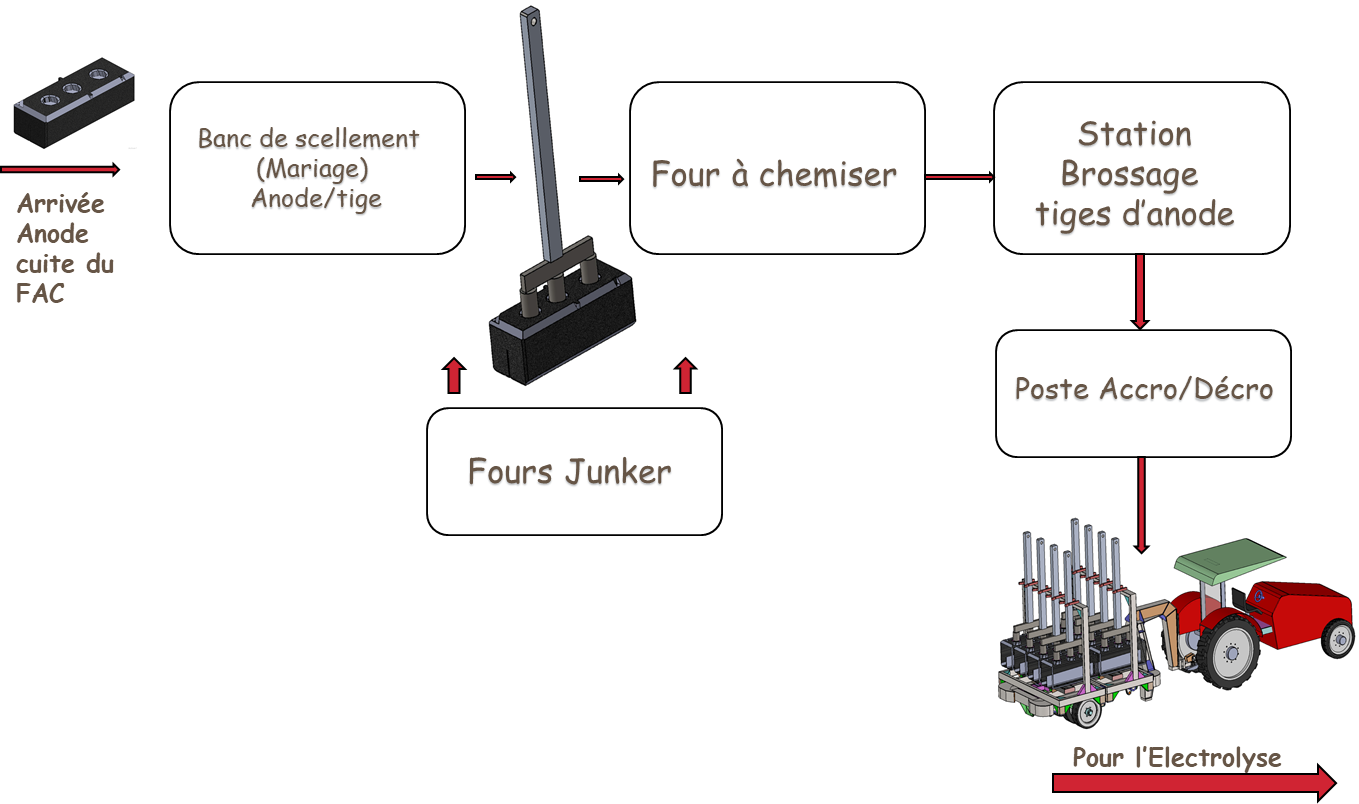 Arrivée
Anode
cuite du
FAC
Banc de scellement
(Mariage)
Anode/tige
Four à chemiser
Station
Brossage
tiges d'anode
Fours Junker
Poste Accro/Décro
Pour l'Electrolyse